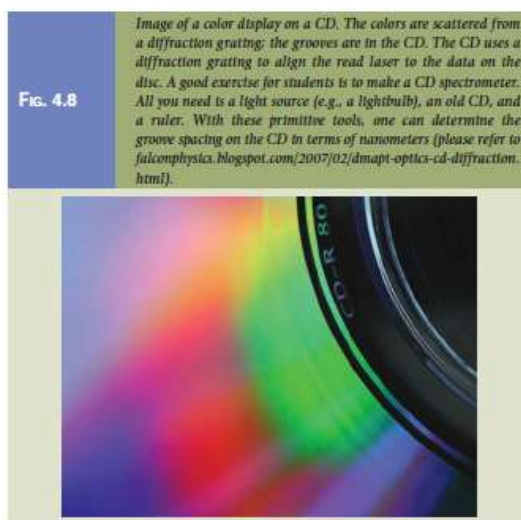 FIG. 4.8
Image of a color display on a CD. The colors are scattered from
a diffraction grating: the grooves are in the CD. The CD uses a
diffraction grating to align the read laser to the data on the
disc. A good exercise for students is to make a CD spectrometer.
All you need is a light source (e.g., a lightbulb), an old CD, and
a ruler. With these primitive tools, one can determine the
groove spacing on the CD in terms of nanometers (please refer to
falconphysics.blogspot.com/2007/02/dmapt-optics-cd-diffraction.
html).
CD-R 80